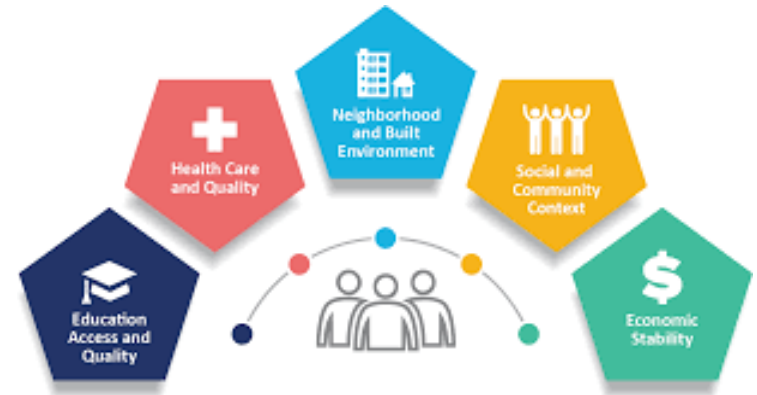 Education
Access and
Quality
Health Care
and Quality
Neighborhood
and Built
Environment
Social and
Community
Context
$
Economic
Stability